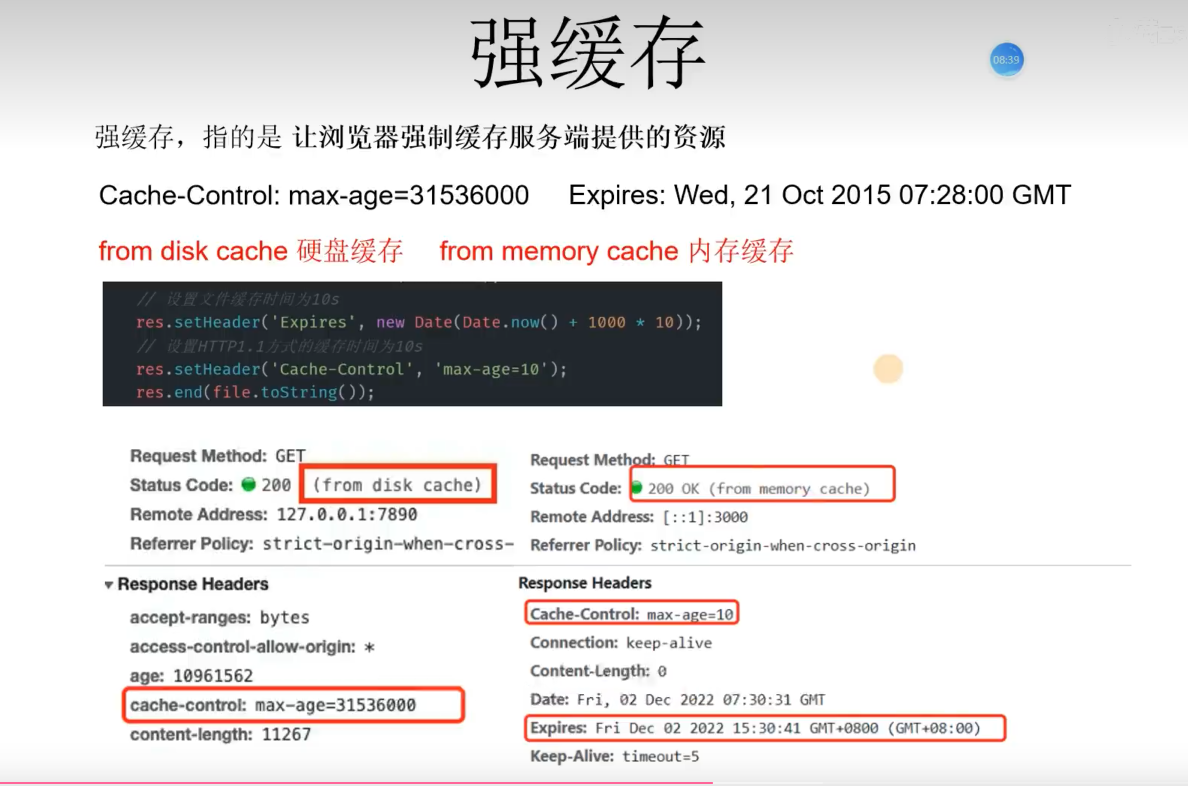 强缓存
08:39
强缓存，指的是 让浏览器强制缓存服务端提供的资源
Cache-Control: max-age=31536000 Expires: Wed, 21 Oct 2015 07:28:00 GMT
from disk cache 硬盘缓存 from memory cache 内存缓存
// 设置文件缓存时间为10s
res.setHeader('Expires', new Date(Date.now() + 1000 * 10));
// 设置HTTP1.1方式的缓存时间为10s
res.setHeader('Cache-Control', 'max-age=10');
res.end(file.toString());
Request Method: GET
Status Code: 200 (from disk cache)
Remote Address: 127.0.0.1:7890
Referrer Policy: strict-origin-when-cross-
Response Headers
accept-ranges: bytes
access-control-allow-origin: *
age: 10961562
cache-control: max-age=31536000
content-length: 11267
Request Method: GET
Status Code: 200 OK (from memory cache)
Remote Address: [::1]:3000
Referrer Policy: strict-origin-when-cross-origin
Response Headers
Cache-Control: max-age=10
Connection: keep-alive
Content-Length: 0
Date: Fri, 02 Dec 2022 07:30:31 GMT
Expires: Fri Dec 02 2022 15:30:41 GMT+0800 (GMT+08:00)
Keep-Alive: timeout=5